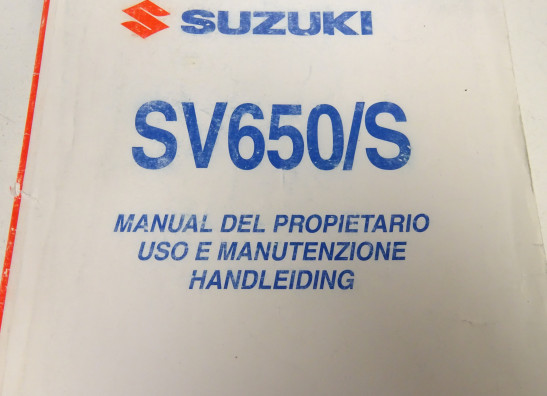 SUZUKI
SV650/S
MANUAL DEL PROPIETARIO
USO E MANUTENZIONE
HANDLEIDING